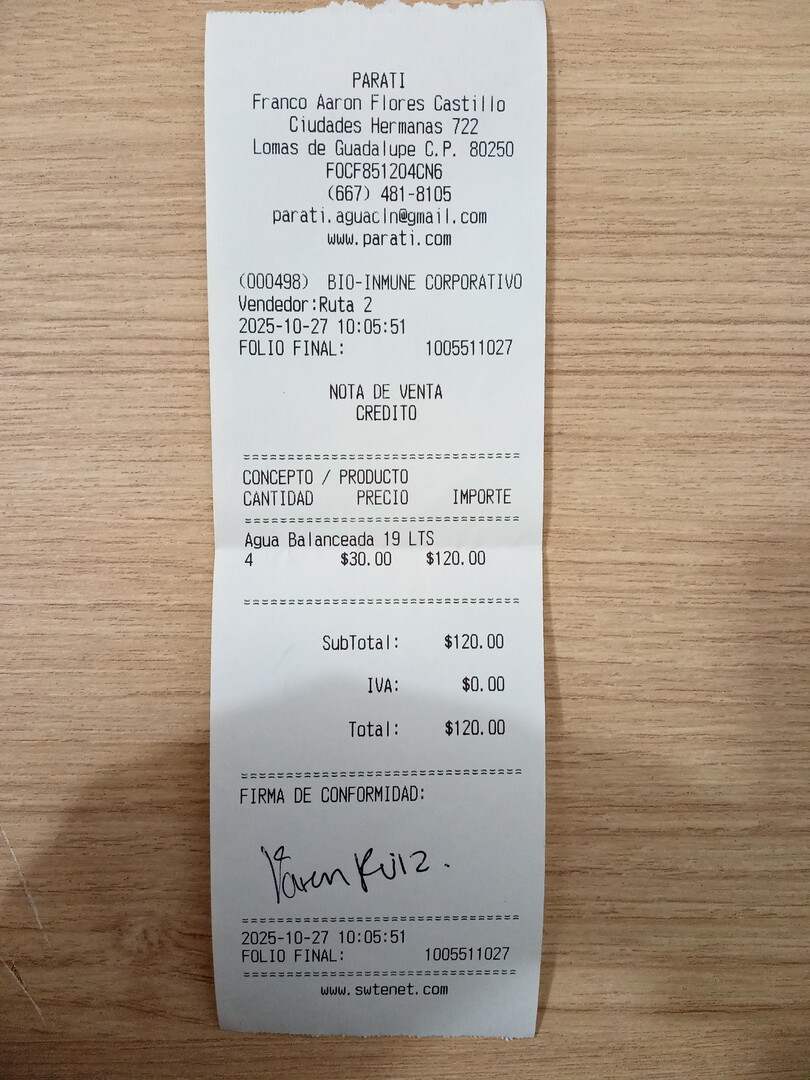 PARATI
Franco Aaron Flores Castillo
Ciudades Hermanas 722
Lomas de Guadalupe C.P. 80250
FOCF851204CN6
(667) 481-8105
parati.aguacln@gmail.com
www.parati.com
(000498) BIO-INMUNE CORPORATIVO
Vendedor:Ruta 2
2025-10-27 10:05:51
FOLIO FINAL: 1005511027
NOTA DE VENTA
CREDITO
==============================
CONCEPTO / PRODUCTO
CANTIDAD PRECIO IMPORTE
==============================
Agua Balanceada 19 LTS
4 $30.00 $120.00
==============================
SubTotal: $120.00
IVA: $0.00
Total: $120.00
==============================
FIRMA DE CONFORMIDAD:
Karen Ruiz.
==============================
2025-10-27 10:05:51
FOLIO FINAL: 1005511027
==============================
www.swtenet.com